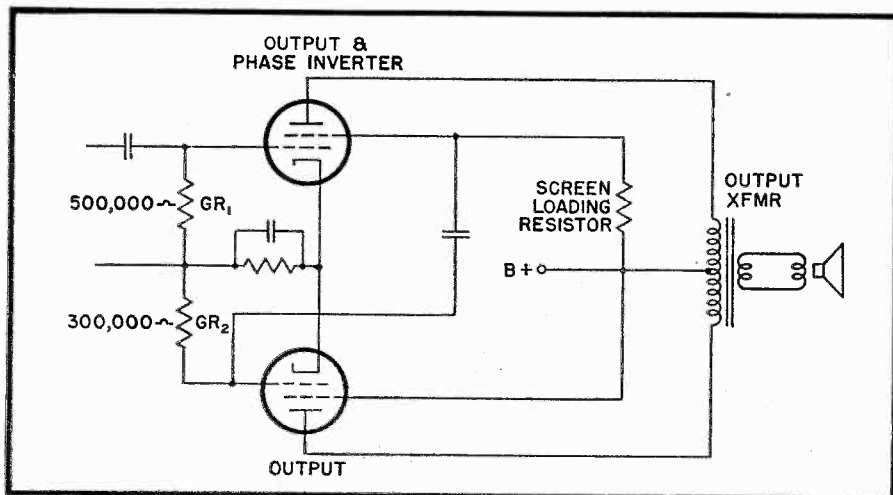 OUTPUT &
PHASE INVERTER
500,000~ GR₁
SCREEN
LOADING
RESISTOR
OUTPUT
XFMR
B+
300,000~ GR₂
OUTPUT